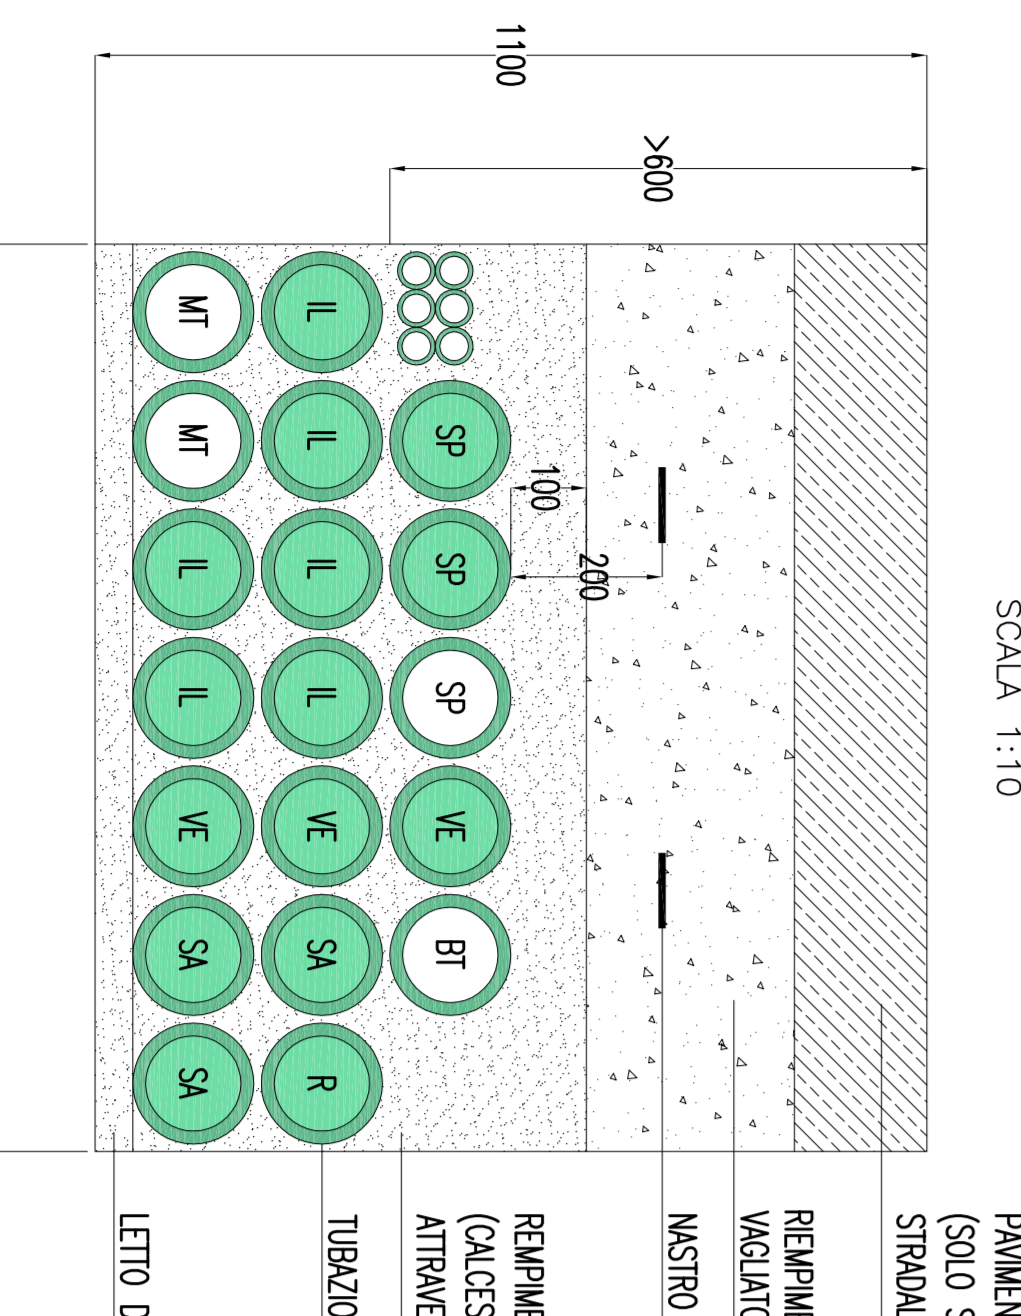 SCALA 1:10
PAVIMEN
(SOLO S
STRADAL
RIEMPIME
VAGLIATO
NASTRO
>600
1100
200
100
REMPIME
(CALCES
ATTRAVE
SP SP SP VE BT
IL IL IL IL VE SA R
TUBAZIO
MT MT IL IL VE SA SA
LETTO D